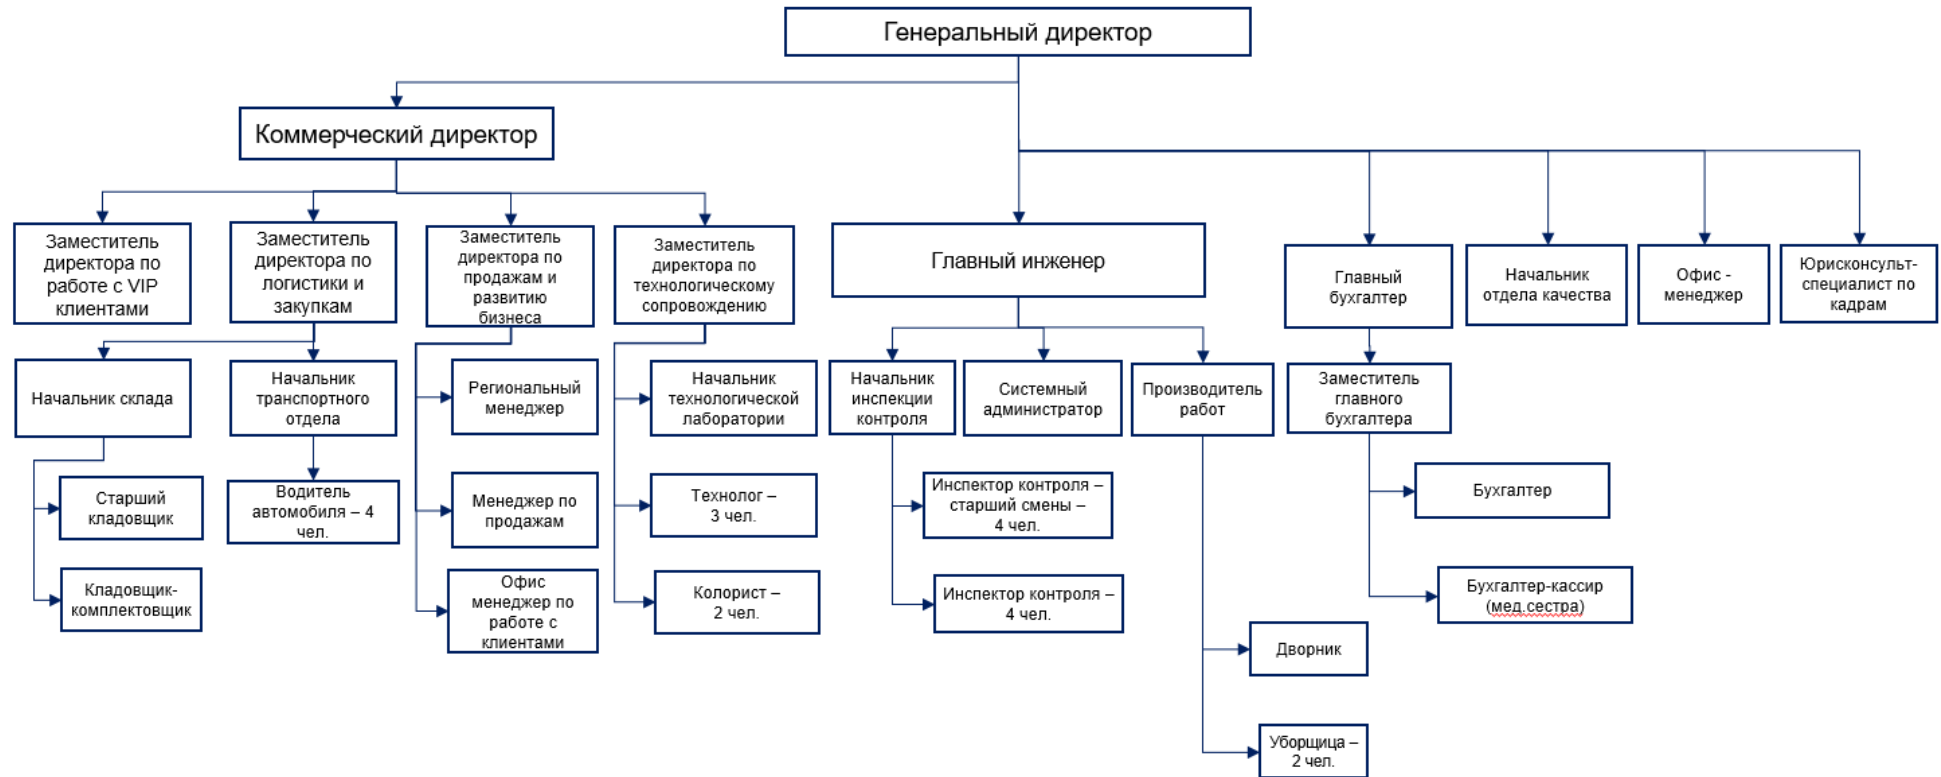 Генеральный директор
Коммерческий директор
Заместитель
директора по
работе с VIP
клиентами
Заместитель
директора по
логистики и
закупкам
Заместитель
директора по
продажам и
развитию
бизнеса
Заместитель
директора по
технологическому
сопровождению
Главный инженер
Главный
бухгалтер
Начальник
отдела качества
Офис -
менеджер
Юрисконсульт-
специалист по
кадрам
Начальник склада
Начальник
транспортного
отдела
Региональный
менеджер
Начальник
технологической
лаборатории
Начальник
инспекции
контроля
Системный
администратор
Производитель
работ
Заместитель
главного
бухгалтера
Старший
кладовщик
Водитель
автомобиля – 4
чел.
Менеджер по
продажам
Технолог –
3 чел.
Инспектор контроля –
старший смены –
4 чел.
Бухгалтер
Кладовщик-
комплектовщик
Офис
менеджер по
работе с
клиентами
Колорист –
2 чел.
Инспектор контроля –
4 чел.
Бухгалтер-кассир
(мед.сестра)
Дворник
Уборщица –
2 чел.